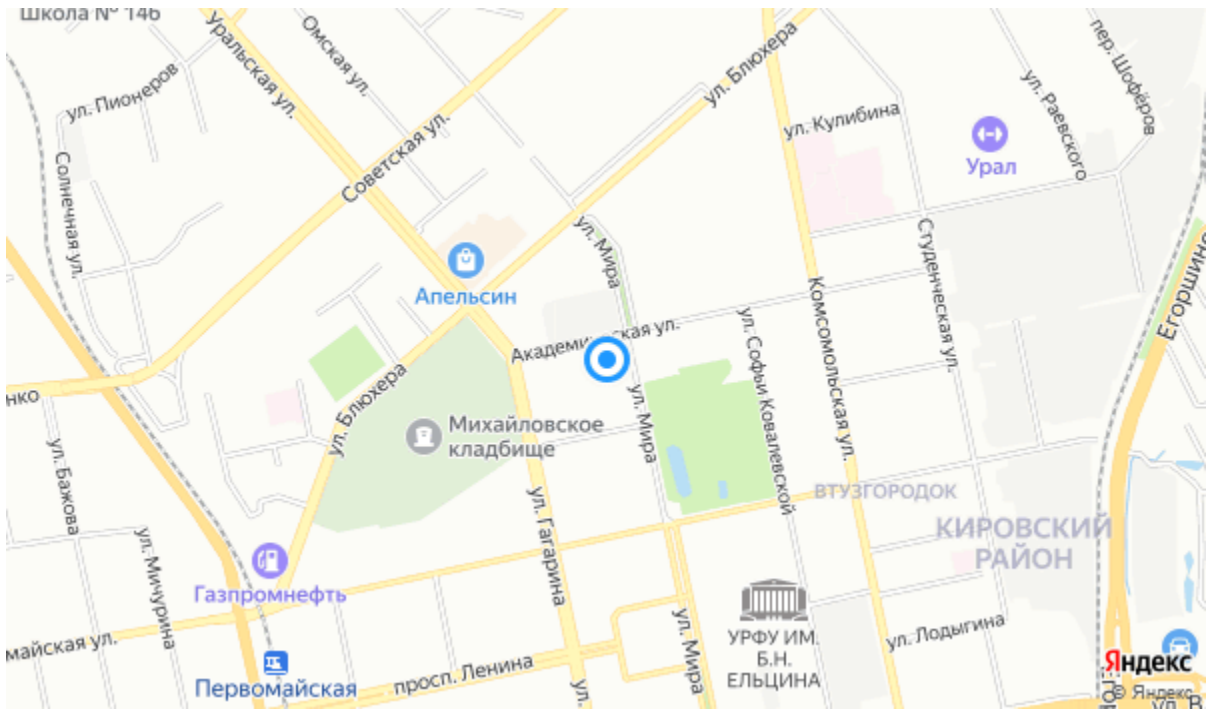 Школа № 146
Уральская ул.
Омская ул.
ул. Блюхера
пер. Шофёров
ул. Пионеров
ул. Раевского
Советская ул.
ул. Кулибина
Урал
Солнечная ул.
ул. Мира
Студенческая ул.
Апельсин
Комсомольская ул.
ул. Софьи Ковалевской
ул.
ул. Блюхера
ул. Мира
Михайловское
кладбище
ул. Бажова
ВТУЗГОРОДОК
КИРОВСКИЙ
РАЙОН
ул. Гагарина
ул. Мичурина
Газпромнефть
УРФУ ИМ.
Б.Н.
ЕЛЬЦИНА
ул. Мира
ул. Лодыгина
майская ул.
Первомайская
просп. Ленина
ул.
Яндекс
© Яндекс
ул. В